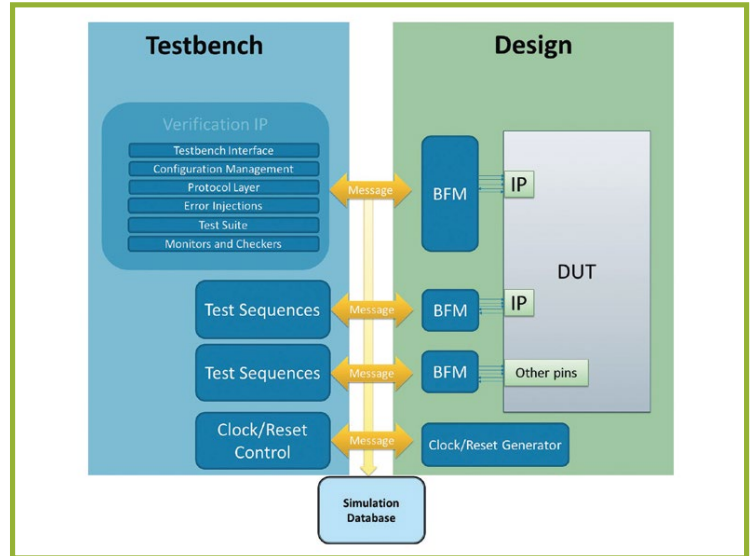 Testbench
Design
Verification IP
Testbench Interface
Configuration Management
Protocol Layer
Error Injections
Test Suite
Monitors and Checkers
Message
BFM
IP
DUT
Test Sequences
Message
BFM
IP
Test Sequences
Message
BFM
Other pins
Clock/Reset
Control
Message
Clock/Reset Generator
Simulation
Database